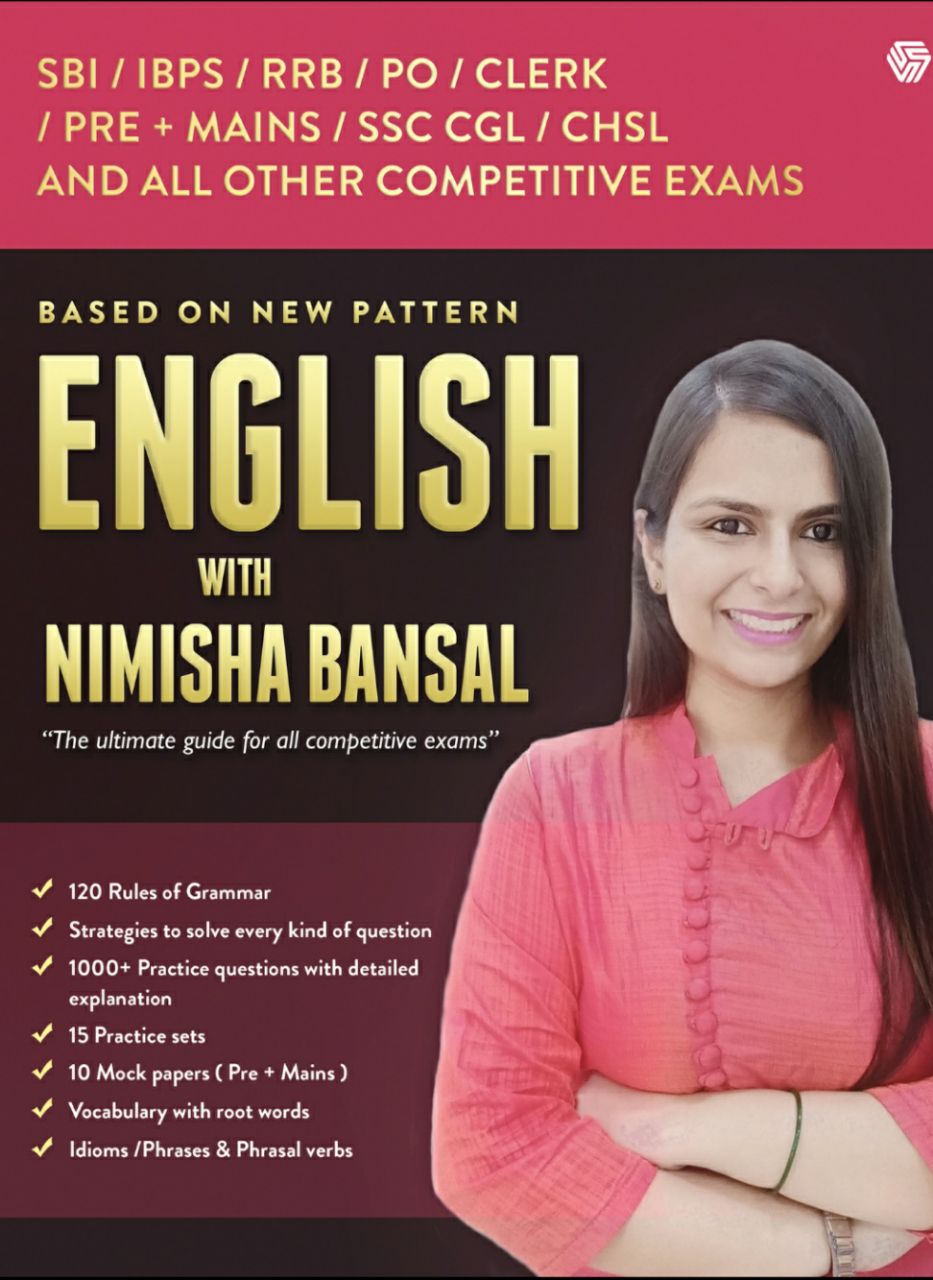 SBI / IBPS / RRB / PO / CLERK
/ PRE + MAINS / SSC CGL / CHSL
AND ALL OTHER COMPETITIVE EXAMS
BASED ON NEW PATTERN
ENGLISH
WITH
NIMISHA BANSAL
“The ultimate guide for all competitive exams”
120 Rules of Grammar
Strategies to solve every kind of question
1000+ Practice questions with detailed
explanation
15 Practice sets
10 Mock papers ( Pre + Mains )
Vocabulary with root words
Idioms /Phrases & Phrasal verbs